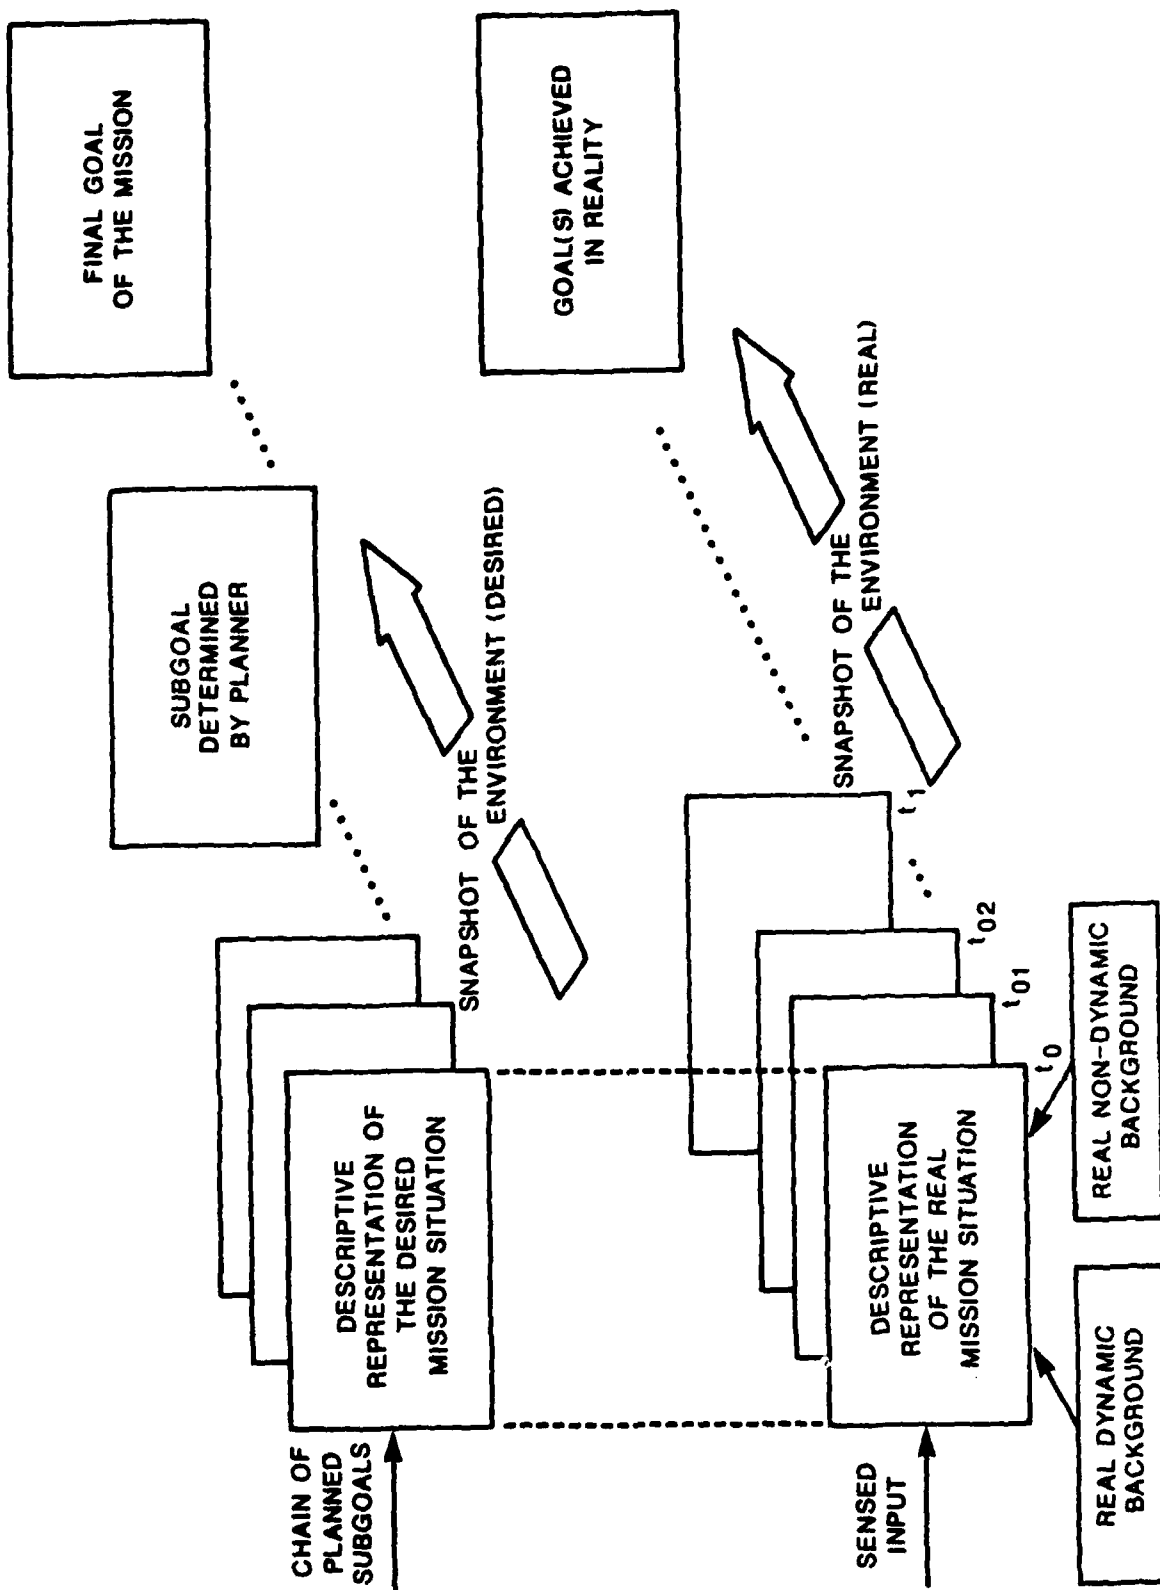 FINAL GOAL
OF THE MISSION
SUBGOAL
DETERMINED
BY PLANNER
DESCRIPTIVE
REPRESENTATION OF
THE DESIRED
MISSION SITUATION
CHAIN OF
PLANNED
SUBGOALS
SNAPSHOT OF THE
ENVIRONMENT (DESIRED)
GOAL(S) ACHIEVED
IN REALITY
SNAPSHOT OF THE
ENVIRONMENT (REAL)
DESCRIPTIVE
REPRESENTATION
OF THE REAL
MISSION SITUATION
SENSED
INPUT
t0
t01
t02
t1
REAL DYNAMIC
BACKGROUND
REAL NON-DYNAMIC
BACKGROUND